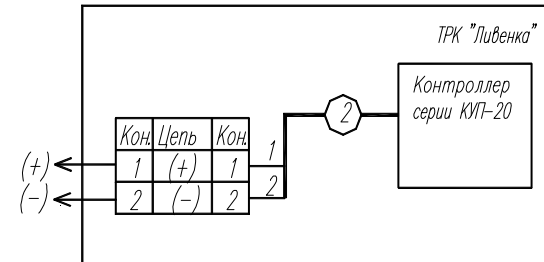 ТРК "Ливенка"
Контроллер
серии КУП-20
2
Кон. Цепь Кон.
(+) 1 (+) 1 1
(-) 2 (-) 2 2